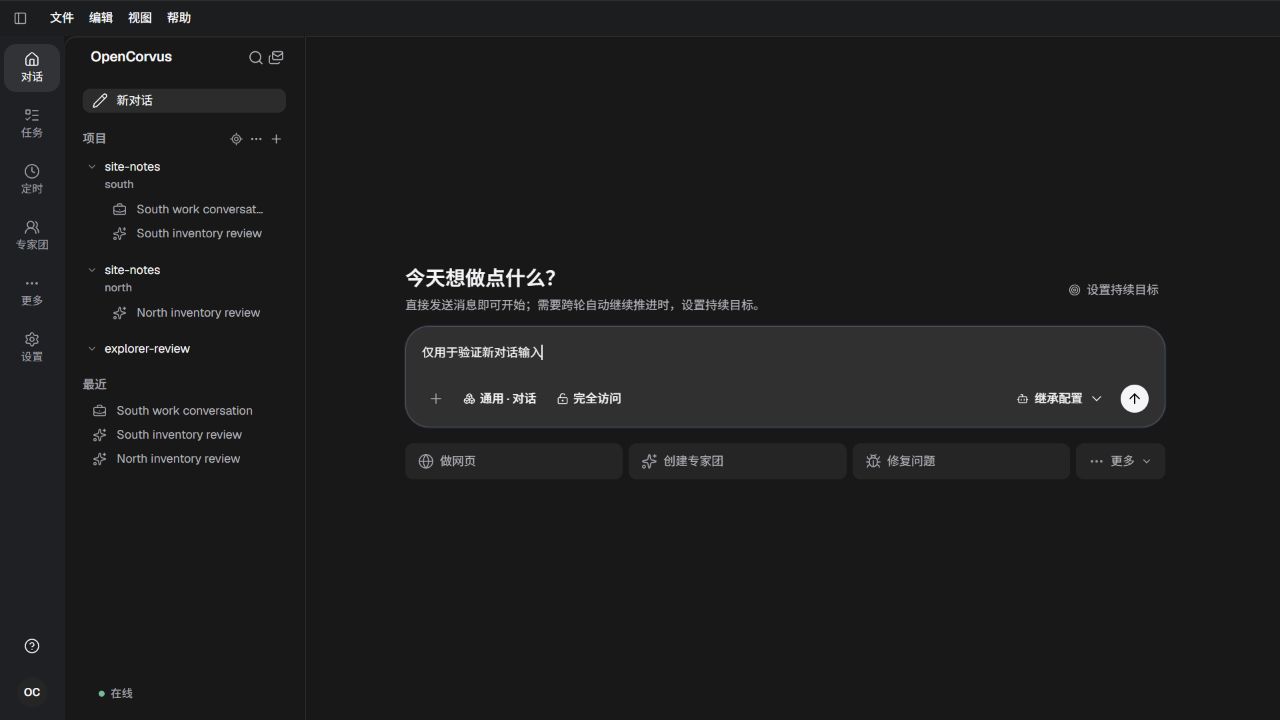 文件 编辑 视图 帮助
对话
任务
定时
专家团
更多
设置
OC
OpenCorvus
新对话
项目
site-notes
south
South work conversat...
South inventory review
site-notes
north
North inventory review
explorer-review
最近
South work conversation
South inventory review
North inventory review
在线
今天想做点什么?
直接发送消息即可开始；需要跨轮自动继续推进时，设置持续目标。
设置持续目标
仅用于验证新对话输入
通用 · 对话 完全访问 继承配置
做网页 创建专家团 修复问题 更多